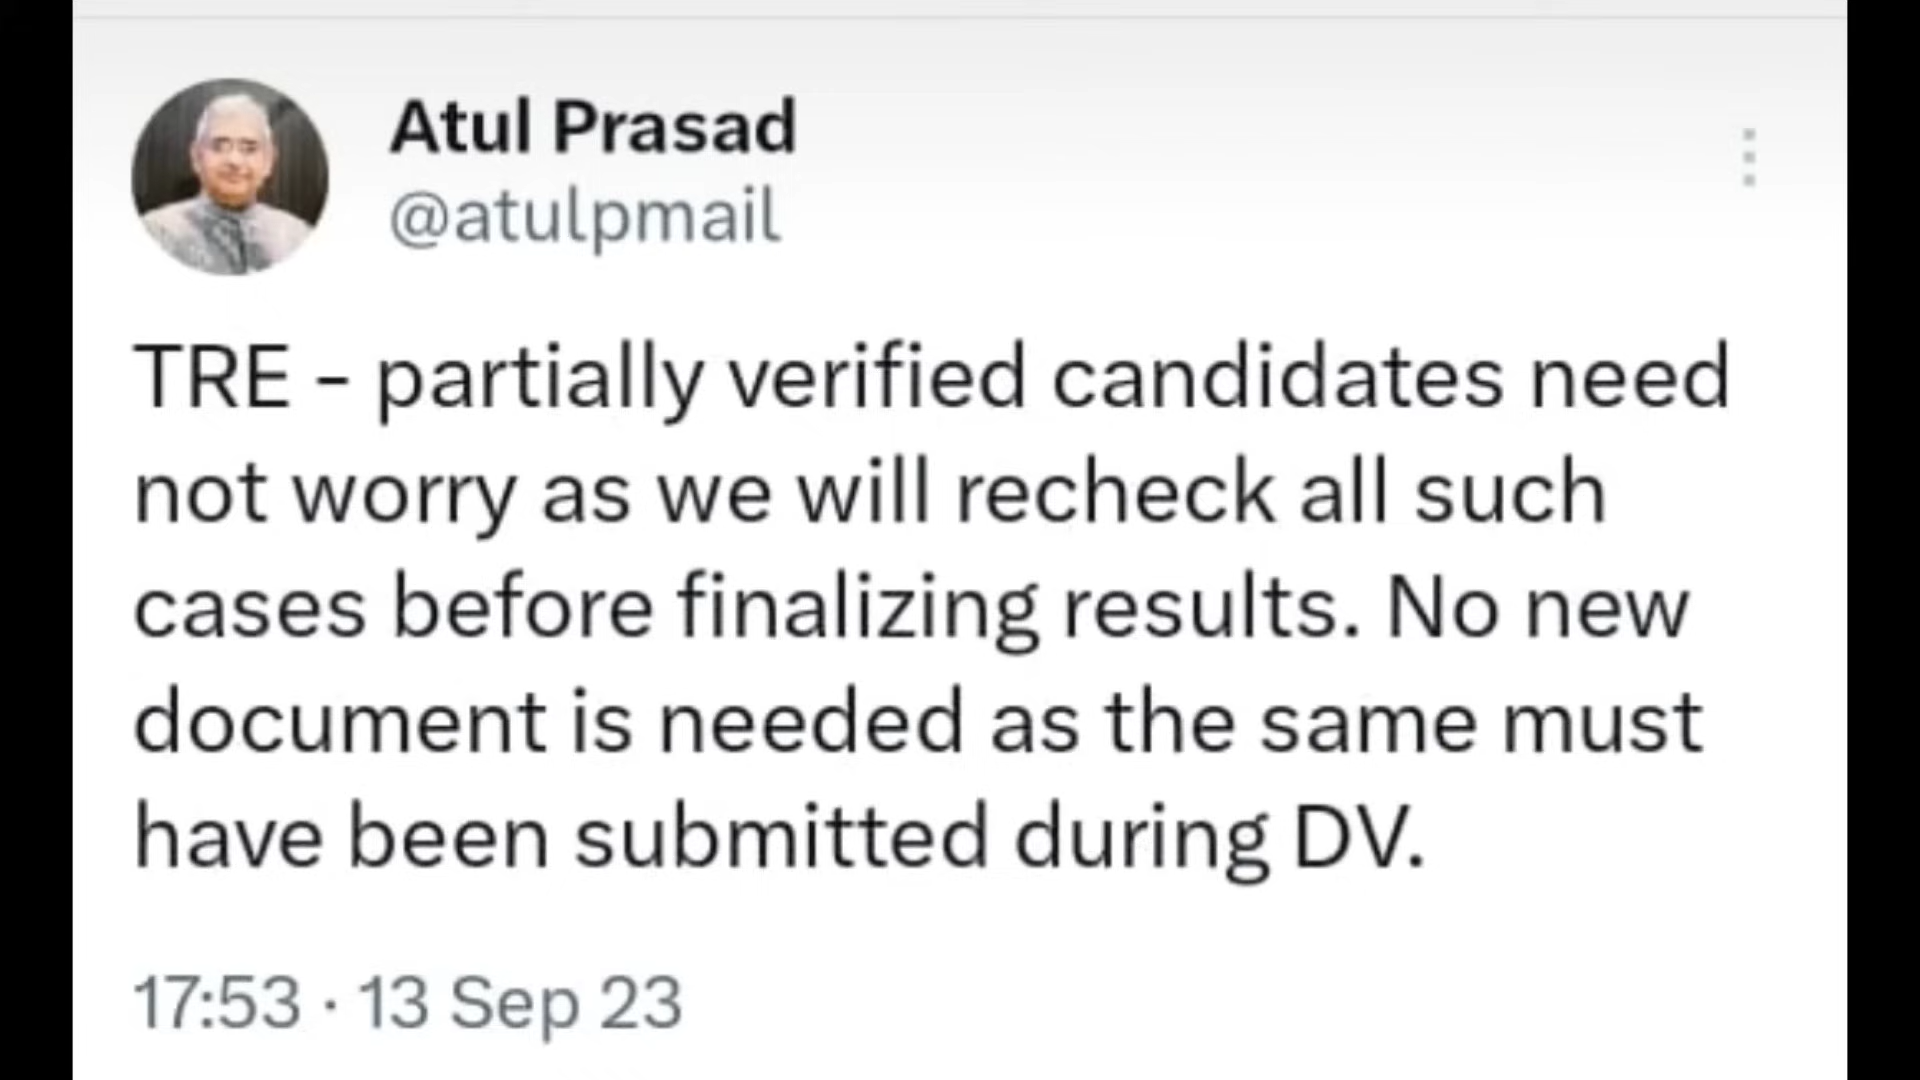 Atul Prasad
@atulpmail
TRE - partially verified candidates need
not worry as we will recheck all such
cases before finalizing results. No new
document is needed as the same must
have been submitted during DV.
17:53 · 13 Sep 23